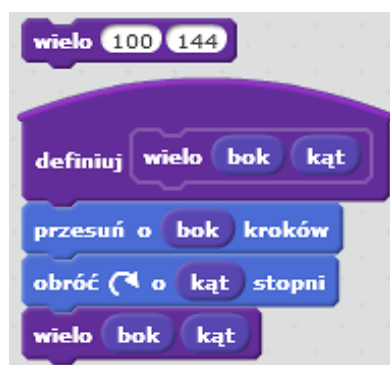 wielo 100 144
definiuj wielo bok kąt
przesuń o bok kroków
obróć o kąt stopni
wielo bok kąt